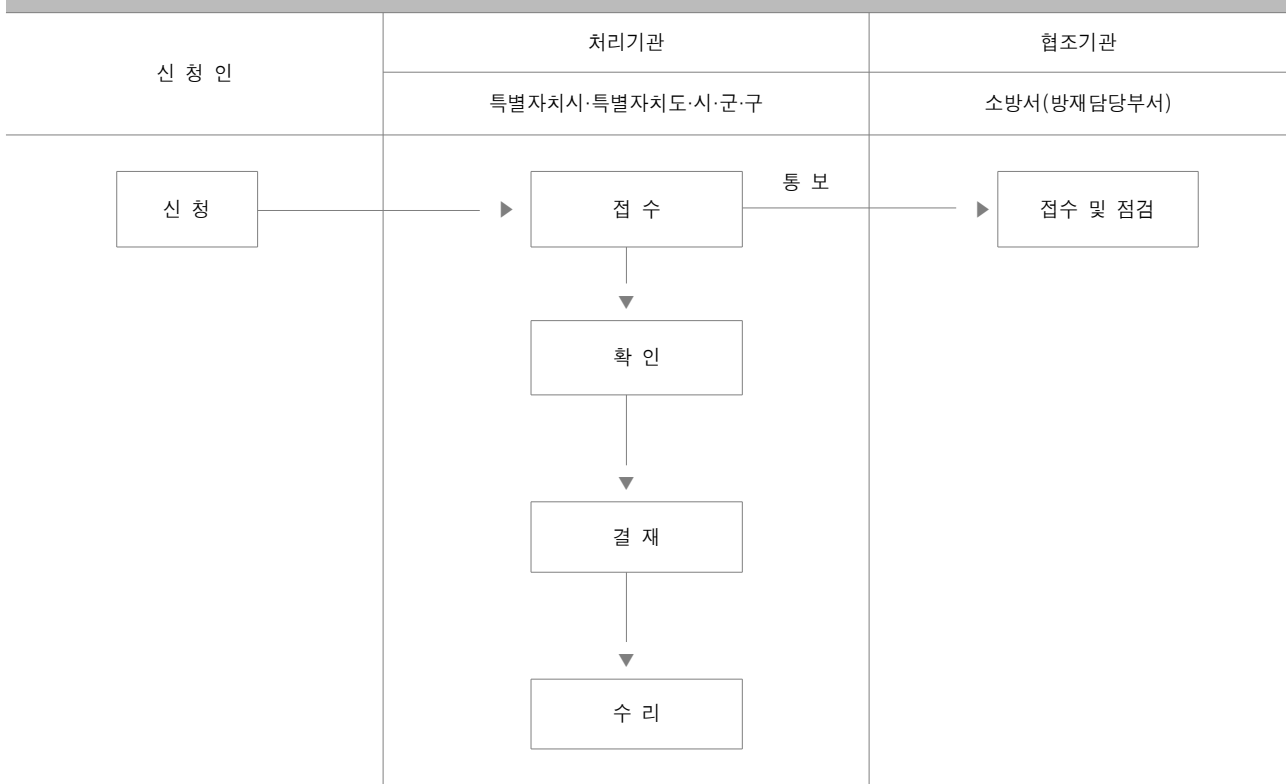 신 청 인
처리기관
협조기관
특별자치시·특별자치도·시·군·구
소방서(방재담당부서)
신 청
접 수
통 보
접수 및 점검
확 인
결 재
수 리